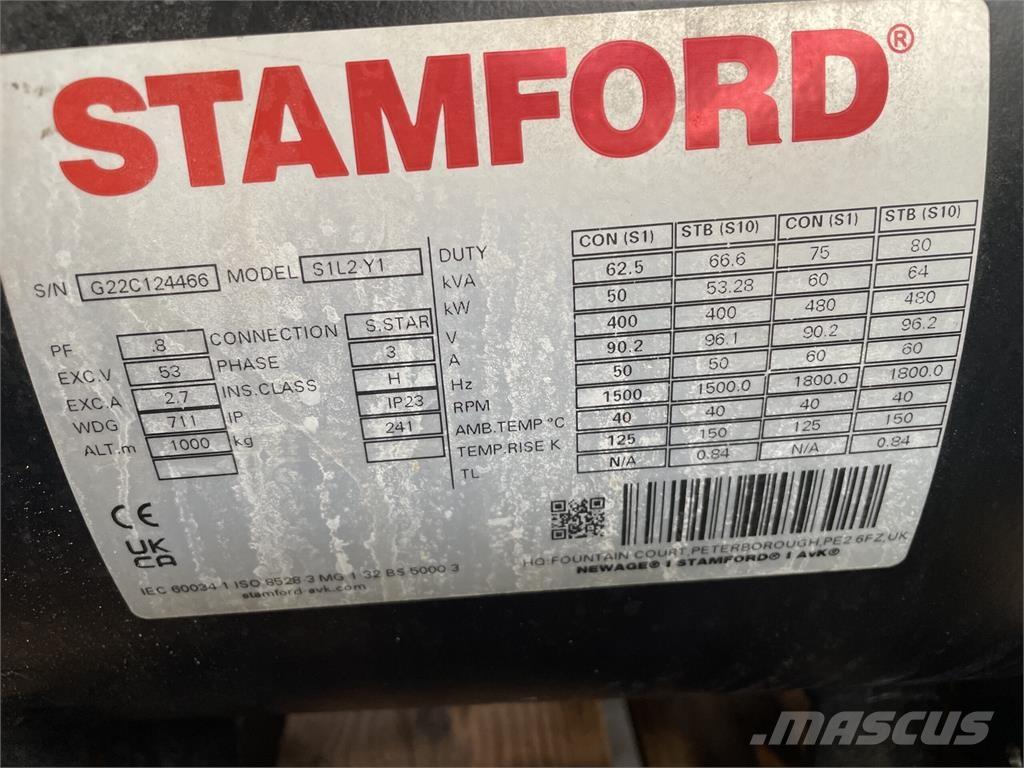 STAMFORD®
S/N G22C124466 MODEL S1L2-Y1
PF .8 CONNECTION S.STAR
EXC.V 53 PHASE 3
EXC.A 2.7 INS.CLASS H
WDG 711 IP IP23
ALT.m 1000 kg 241
DUTY CON (S1) STB (S10) CON (S1) STB (S10)
kVA 62.5 66.6 75 80
kW 50 53.28 60 64
V 400 400 480 480
A 90.2 96.1 90.2 96.2
Hz 50 50 60 60
RPM 1500 1500.0 1800.0 1800.0
AMB.TEMP °C 40 40 40 40
TEMP.RISE K 125 150 125 150
TL N/A 0.84 N/A 0.84
CE
UK
CA
HQ:FOUNTAIN COURT,PETERBOROUGH,PE2 6FZ,UK
NEWAGE® I STAMFORD® I AvK®
IEC 60034-1 ISO 8528-3 MG 1-32 BS 5000-3
stamford-avk.com
MASCUS